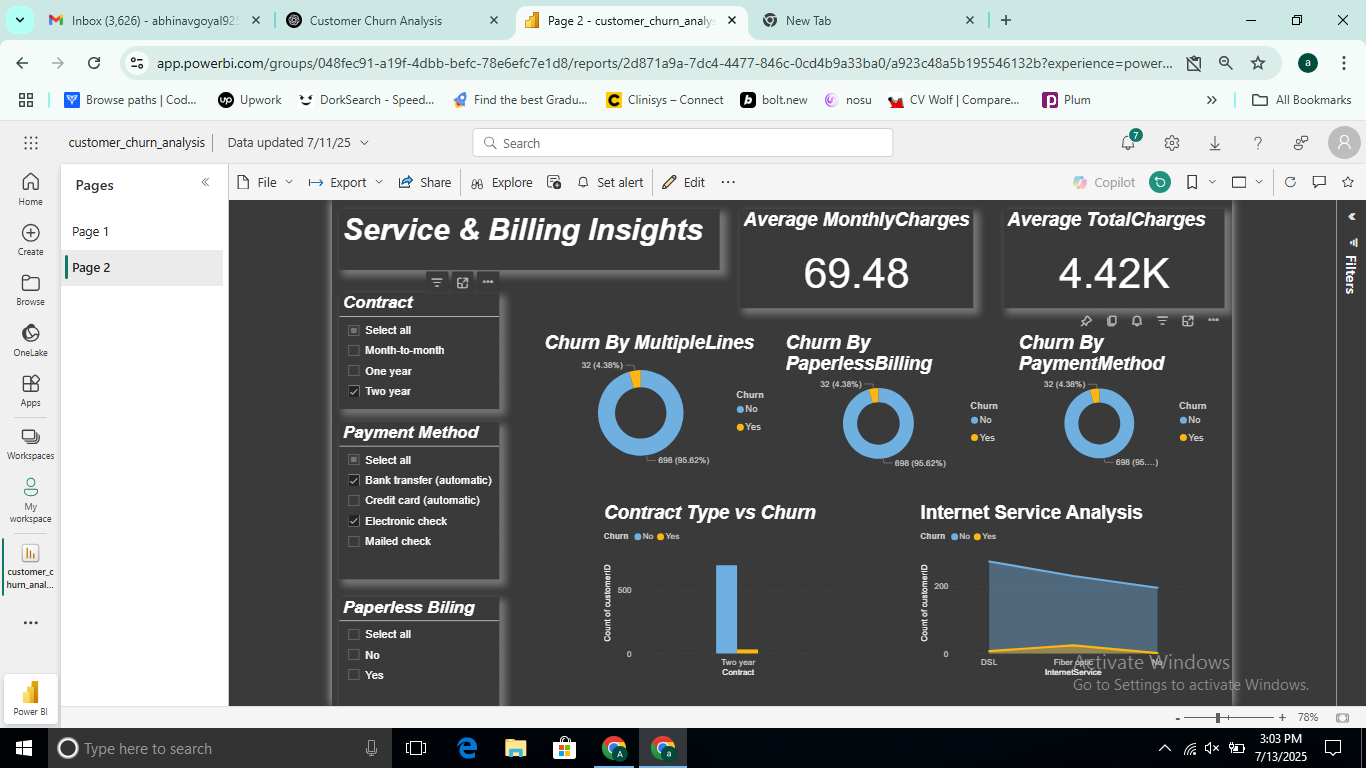 Inbox (3,626) - abhinavgoyal925
Customer Churn Analysis
Page 2 - customer_churn_analys
New Tab
app.powerbi.com/groups/048fec91-a19f-4dbb-befc-78e6efc7e1d8/reports/2d871a9a-7dc4-4477-846c-0cd4b9a33ba0/a923c48a5b195546132b?experience=power...
a
Browse paths | Cod...
Upwork
DorkSearch - Speed...
Find the best Gradu...
Clinisys – Connect
bolt.new
nosu
CV Wolf | Compare...
Plum
All Bookmarks
customer_churn_analysis
Data updated 7/11/25
Search
7
Home
Create
Browse
OneLake
Apps
Workspaces
My
workspace
customer_c
hurn_anal...
Power BI
Pages
Page 1
Page 2
File
Export
Share
Explore
Set alert
Edit
Copilot
Filters
Service & Billing Insights
Average MonthlyCharges
69.48
Average TotalCharges
4.42K
Contract
Select all
Month-to-month
One year
Two year
Payment Method
Select all
Bank transfer (automatic)
Credit card (automatic)
Electronic check
Mailed check
Paperless Biling
Select all
No
Yes
Churn By MultipleLines
32 (4.38%)
698 (95.62%)
Churn
No
Yes
Churn By
PaperlessBilling
32 (4.38%)
698 (95.62%)
Churn
No
Yes
Churn By
PaymentMethod
32 (4.38%)
698 (95....)
Churn
No
Yes
Contract Type vs Churn
Churn No Yes
Count of customerID
500
0
Two year
Contract
Internet Service Analysis
Churn No Yes
Count of customerID
200
0
DSL
Fiber optic
No
InternetService
Activate Windows
Go to Settings to activate Windows.
78%
Type here to search
A
a
3:03 PM
7/13/2025